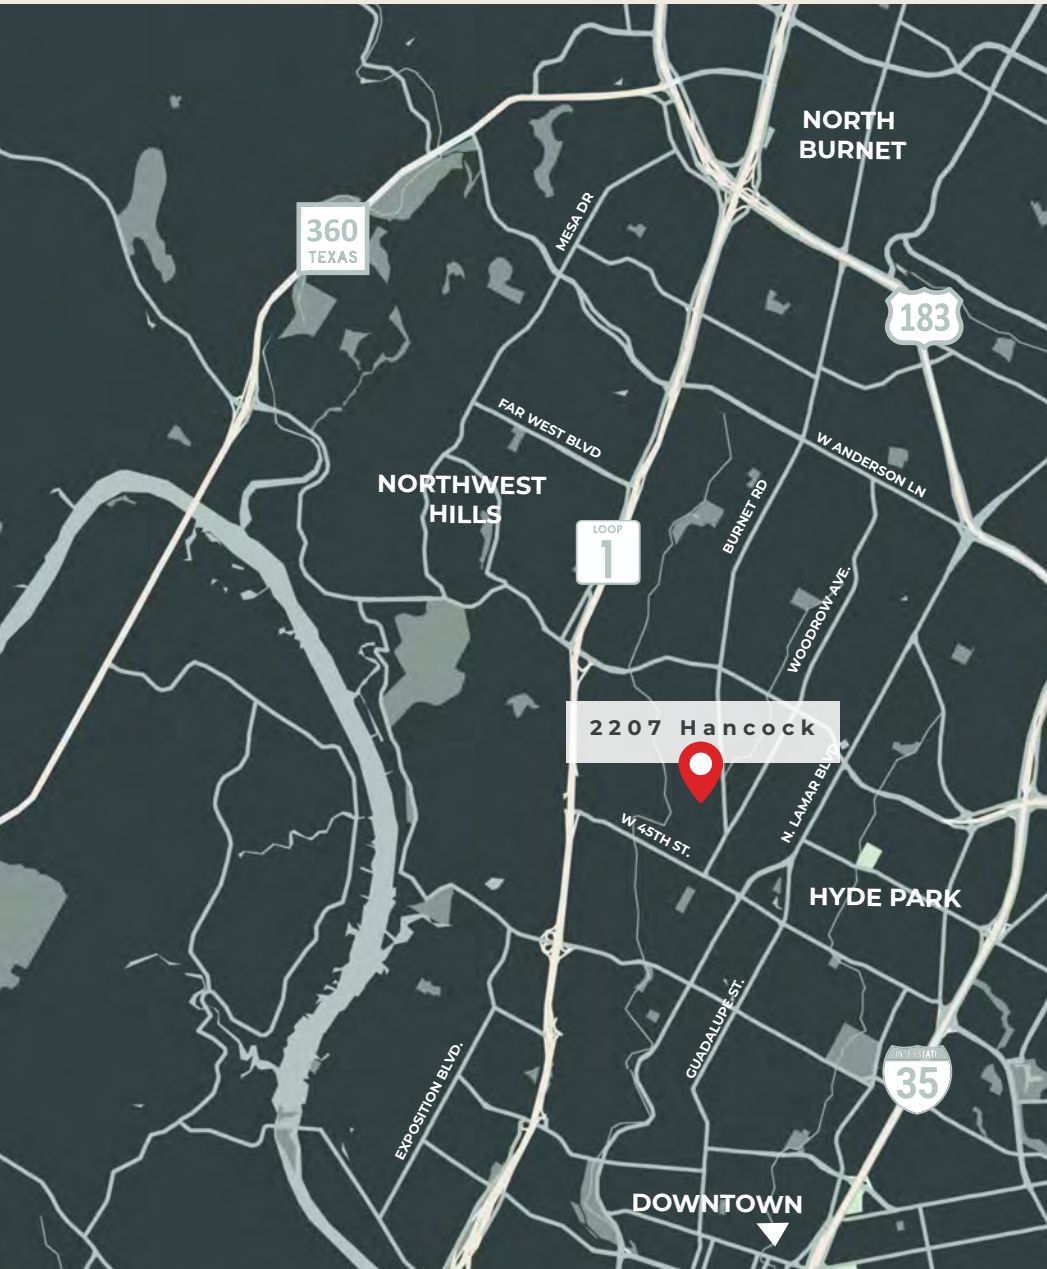 NORTH
BURNET
MESA DR
360
TEXAS
183
FAR WEST BLVD
W ANDERSON LN
NORTHWEST
HILLS
BURNET RD
LOOP
1
WOODROW AVE.
2207 Hancock
N. LAMAR BLVD.
W 45TH ST.
HYDE PARK
GUADALUPE ST.
EXPOSITION BLVD.
INTERSTATE
35
DOWNTOWN